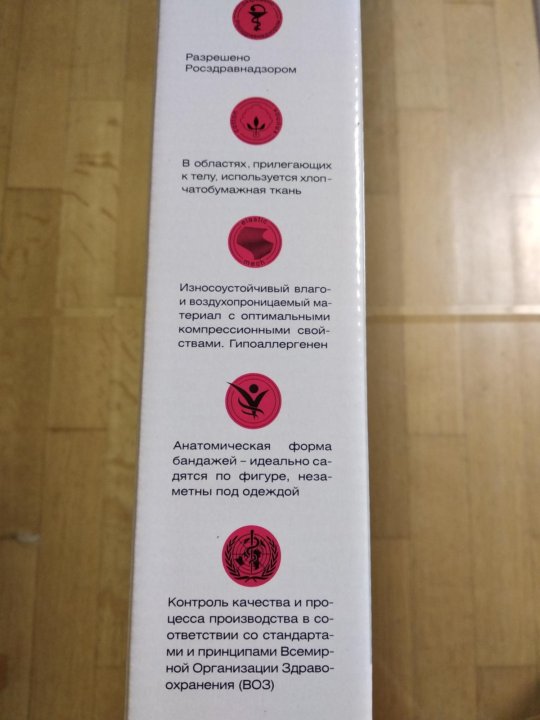 Разрешено
Росздравнадзором
В областях, прилегающих
к телу, используется хлоп-
чатобумажная ткань
elastic
mech
Износоустойчивый влаго-
и воздухопроницаемый ма-
териал с оптимальными
компрессионными свой-
ствами. Гипоаллергенен
Анатомическая форма
бандажей – идеально са-
дятся по фигуре, неза-
метны под одеждой
Контроль качества и про-
цесса производства в со-
ответствии со стандарта-
ми и принципами Всемир-
ной Организации Здраво-
охранения (ВОЗ)